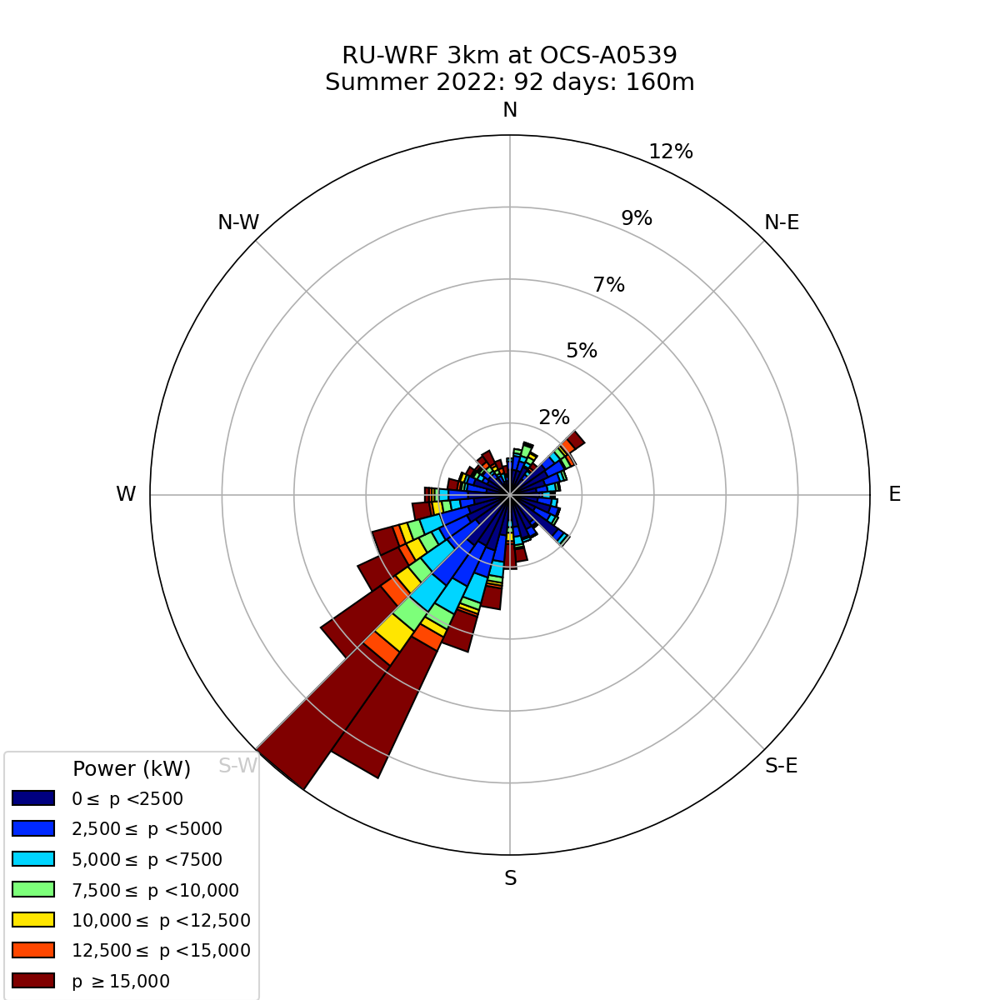 RU-WRF 3km at OCS-A0539
Summer 2022: 92 days: 160m
N
12%
9%
N-W
N-E
7%
5%
2%
W
E
S-W
S-E
S
Power (kW)
0≤ p <2500
2,500≤ p <5000
5,000≤ p <7500
7,500≤ p <10,000
10,000≤ p <12,500
12,500≤ p <15,000
p ≥15,000